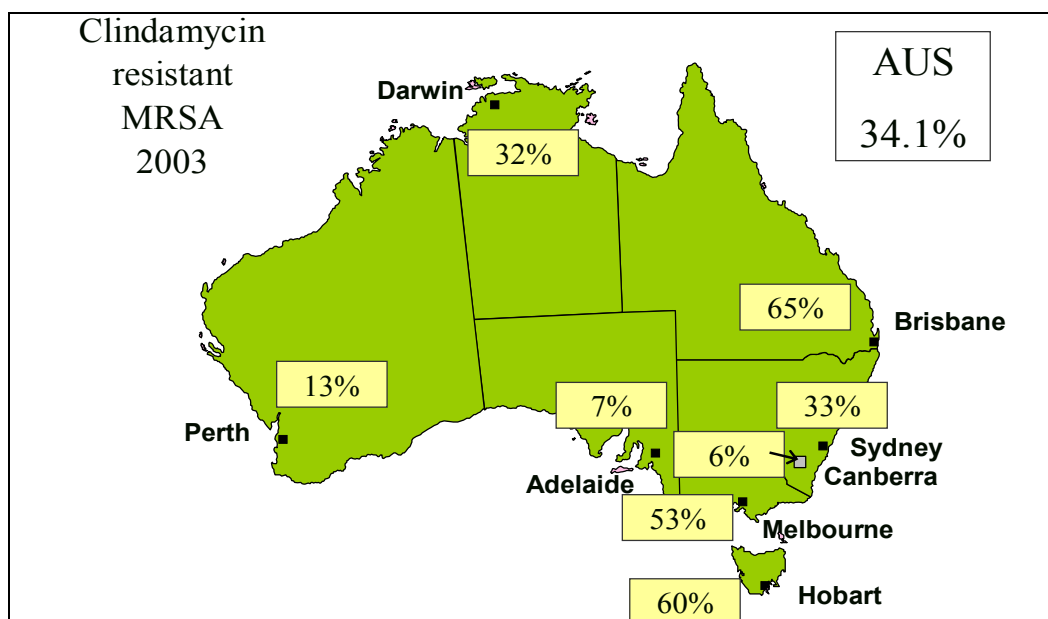 Clindamycin
resistant
MRSA
2003
AUS
34.1%
Darwin
32%
65%
Brisbane
13%
7%
33%
Perth
6%
Sydney
Canberra
Adelaide
53%
Melbourne
60%
Hobart